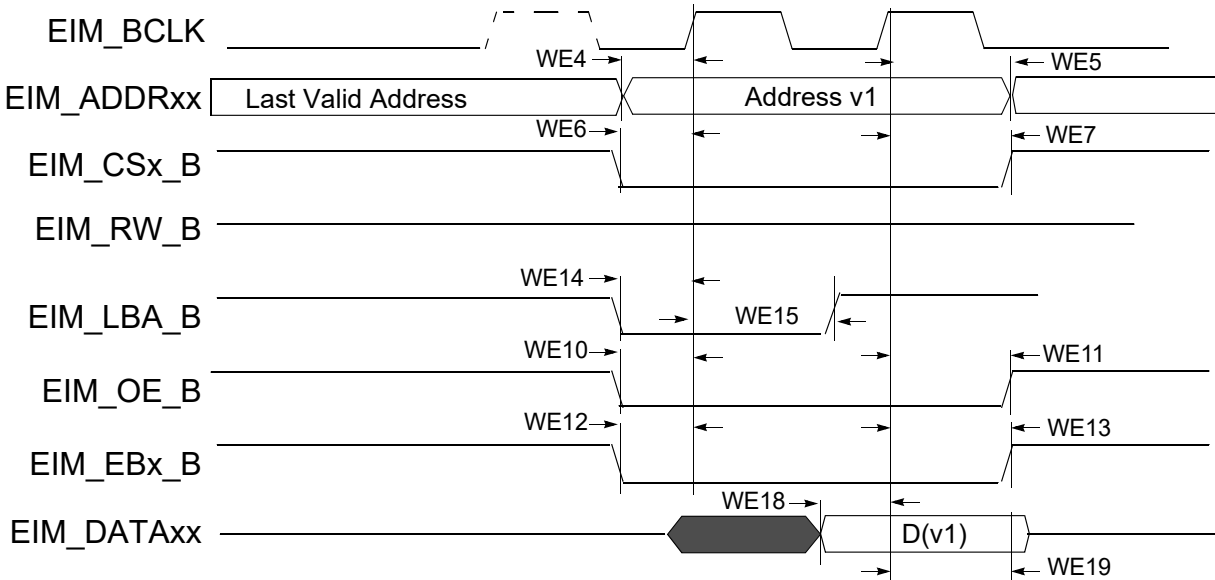 EIM_BCLK
WE4
WE5
EIM_ADDRxx
Last Valid Address
Address v1
WE6
WE7
EIM_CSx_B
EIM_RW_B
WE14
EIM_LBA_B
WE15
WE10
WE11
EIM_OE_B
WE12
WE13
EIM_EBx_B
WE18
EIM_DATAxx
D(v1)
WE19